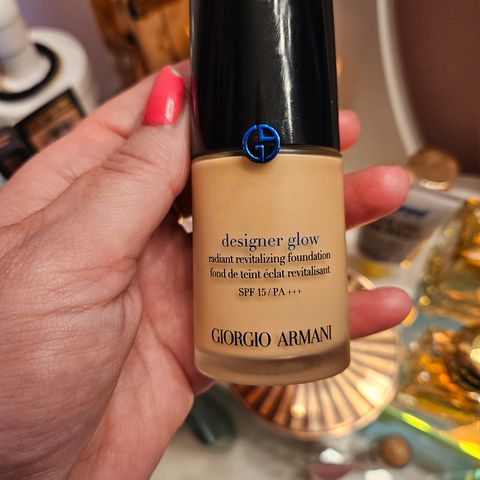 designer glow
radiant revitalizing foundation
fond de teint éclat revitalisant
SPF 15 / PA +++
GIORGIO ARMANI